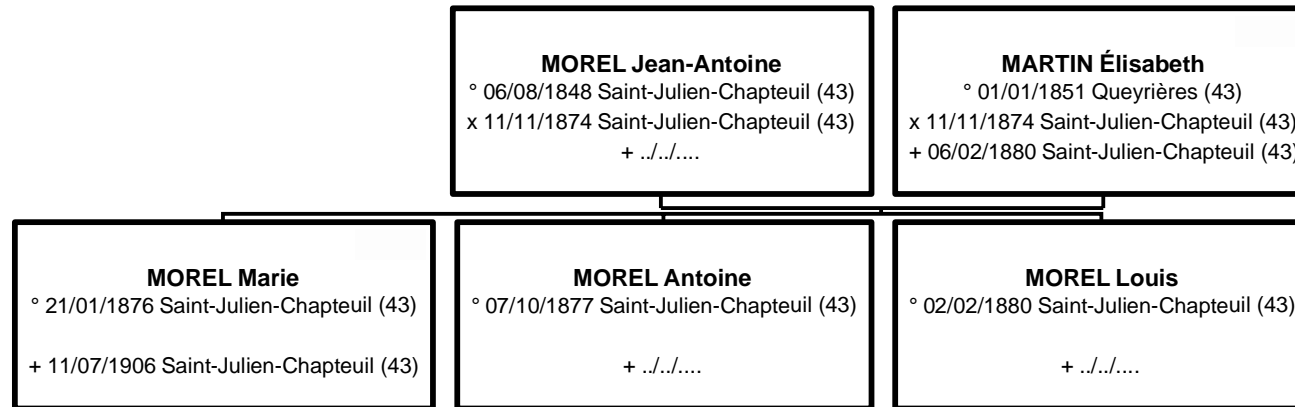 MOREL Jean-Antoine
° 06/08/1848 Saint-Julien-Chapteuil (43)
x 11/11/1874 Saint-Julien-Chapteuil (43)
+ ../../....
MARTIN Élisabeth
° 01/01/1851 Queyrières (43)
x 11/11/1874 Saint-Julien-Chapteuil (43)
+ 06/02/1880 Saint-Julien-Chapteuil (43)
MOREL Marie
° 21/01/1876 Saint-Julien-Chapteuil (43)
+ 11/07/1906 Saint-Julien-Chapteuil (43)
MOREL Antoine
° 07/10/1877 Saint-Julien-Chapteuil (43)
+ ../../....
MOREL Louis
° 02/02/1880 Saint-Julien-Chapteuil (43)
+ ../../....